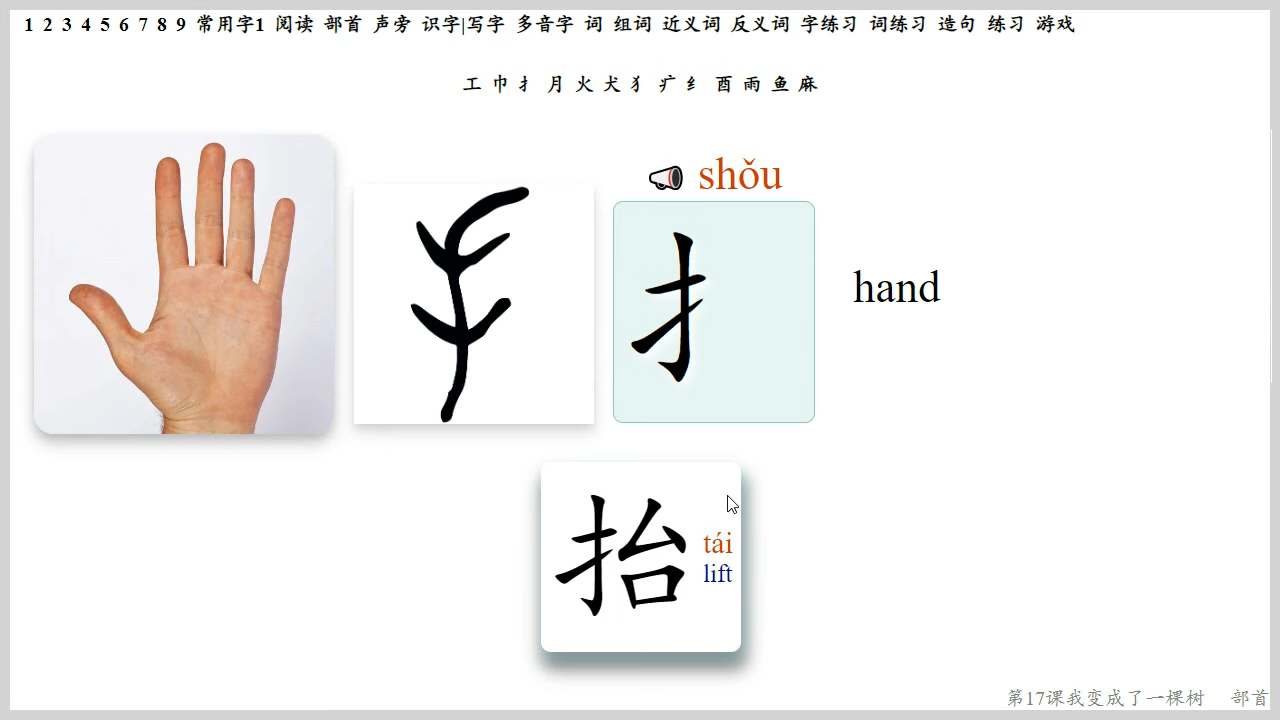 1 2 3 4 5 6 7 8 9 常用字1 阅读 部首 声旁 识字|写字 多音字 词 组词 近义词 反义词 字练习 词练习 造句 练习 游戏
工 巾 扌 月 火 犬 犭 疒 纟 酉 雨 鱼 麻
shǒu
扌
hand
抬
tái
lift
第17课我变成了一棵树 部首